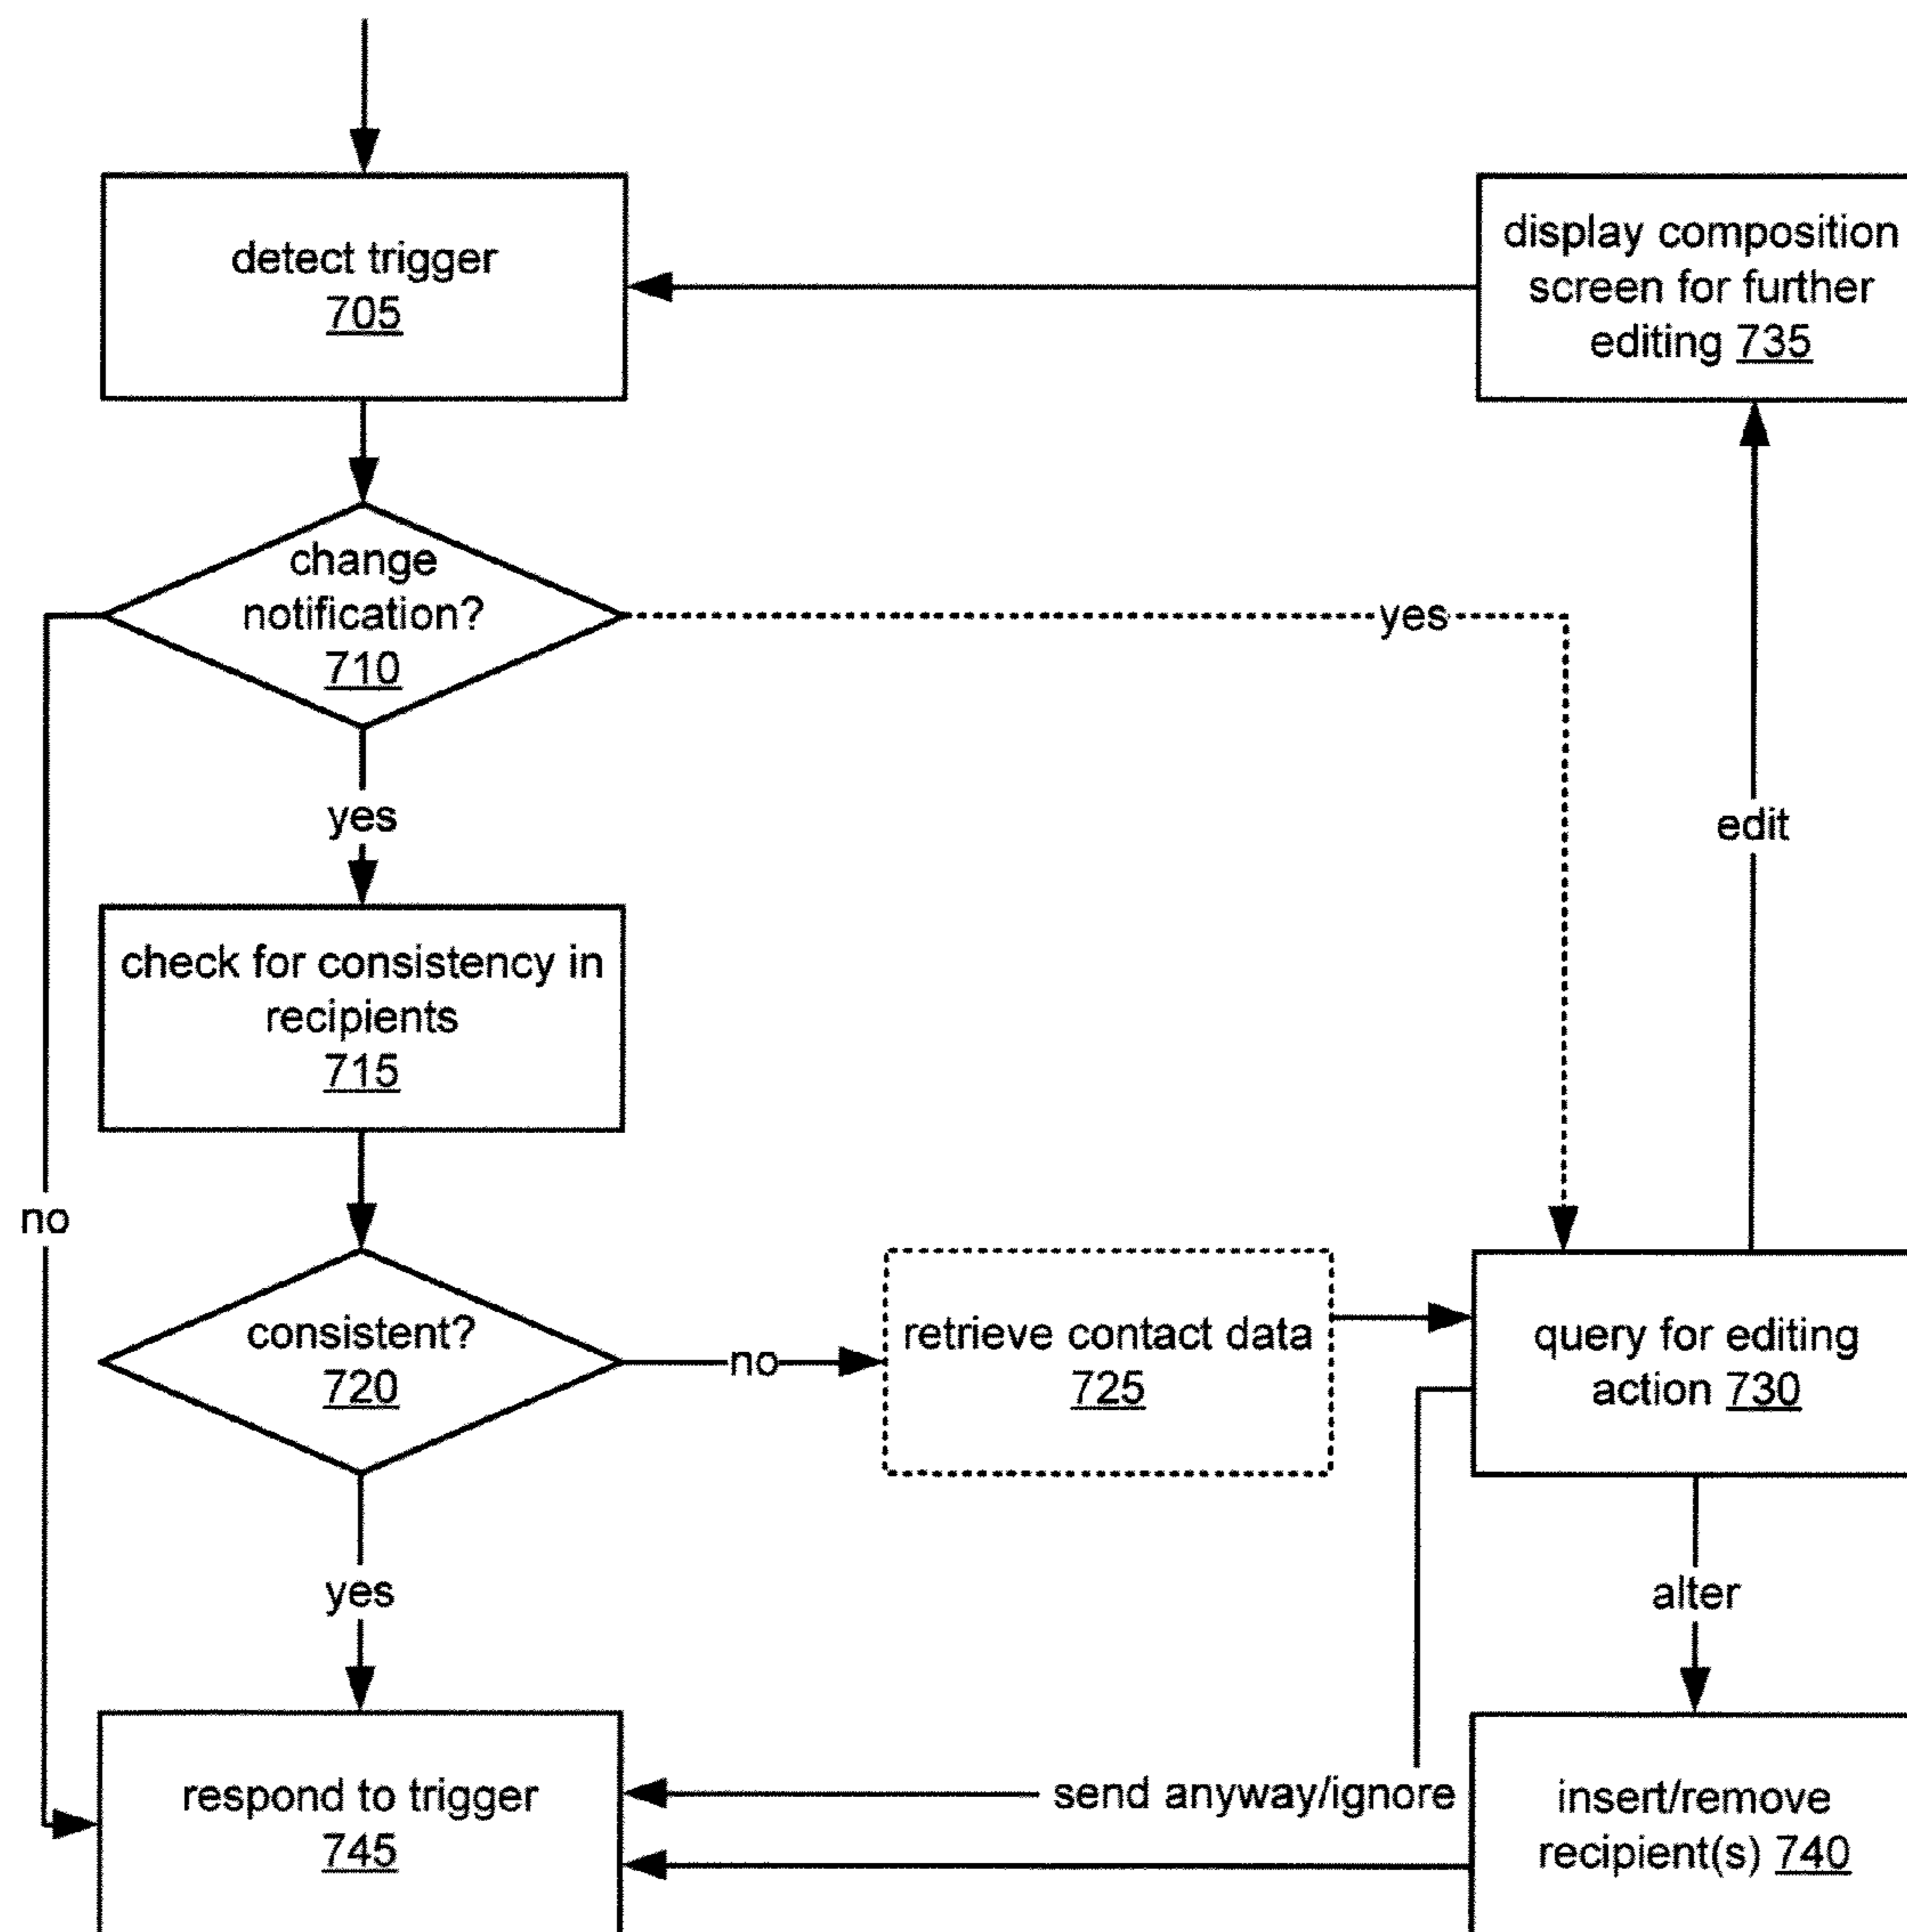 detect trigger
705
display composition
screen for further
editing 735
change
notification?
710
yes
yes
edit
check for consistency in
recipients
715
no
consistent?
720
no
retrieve contact data
725
query for editing
action 730
yes
alter
respond to trigger
745
send anyway/ignore
insert/remove
recipient(s) 740